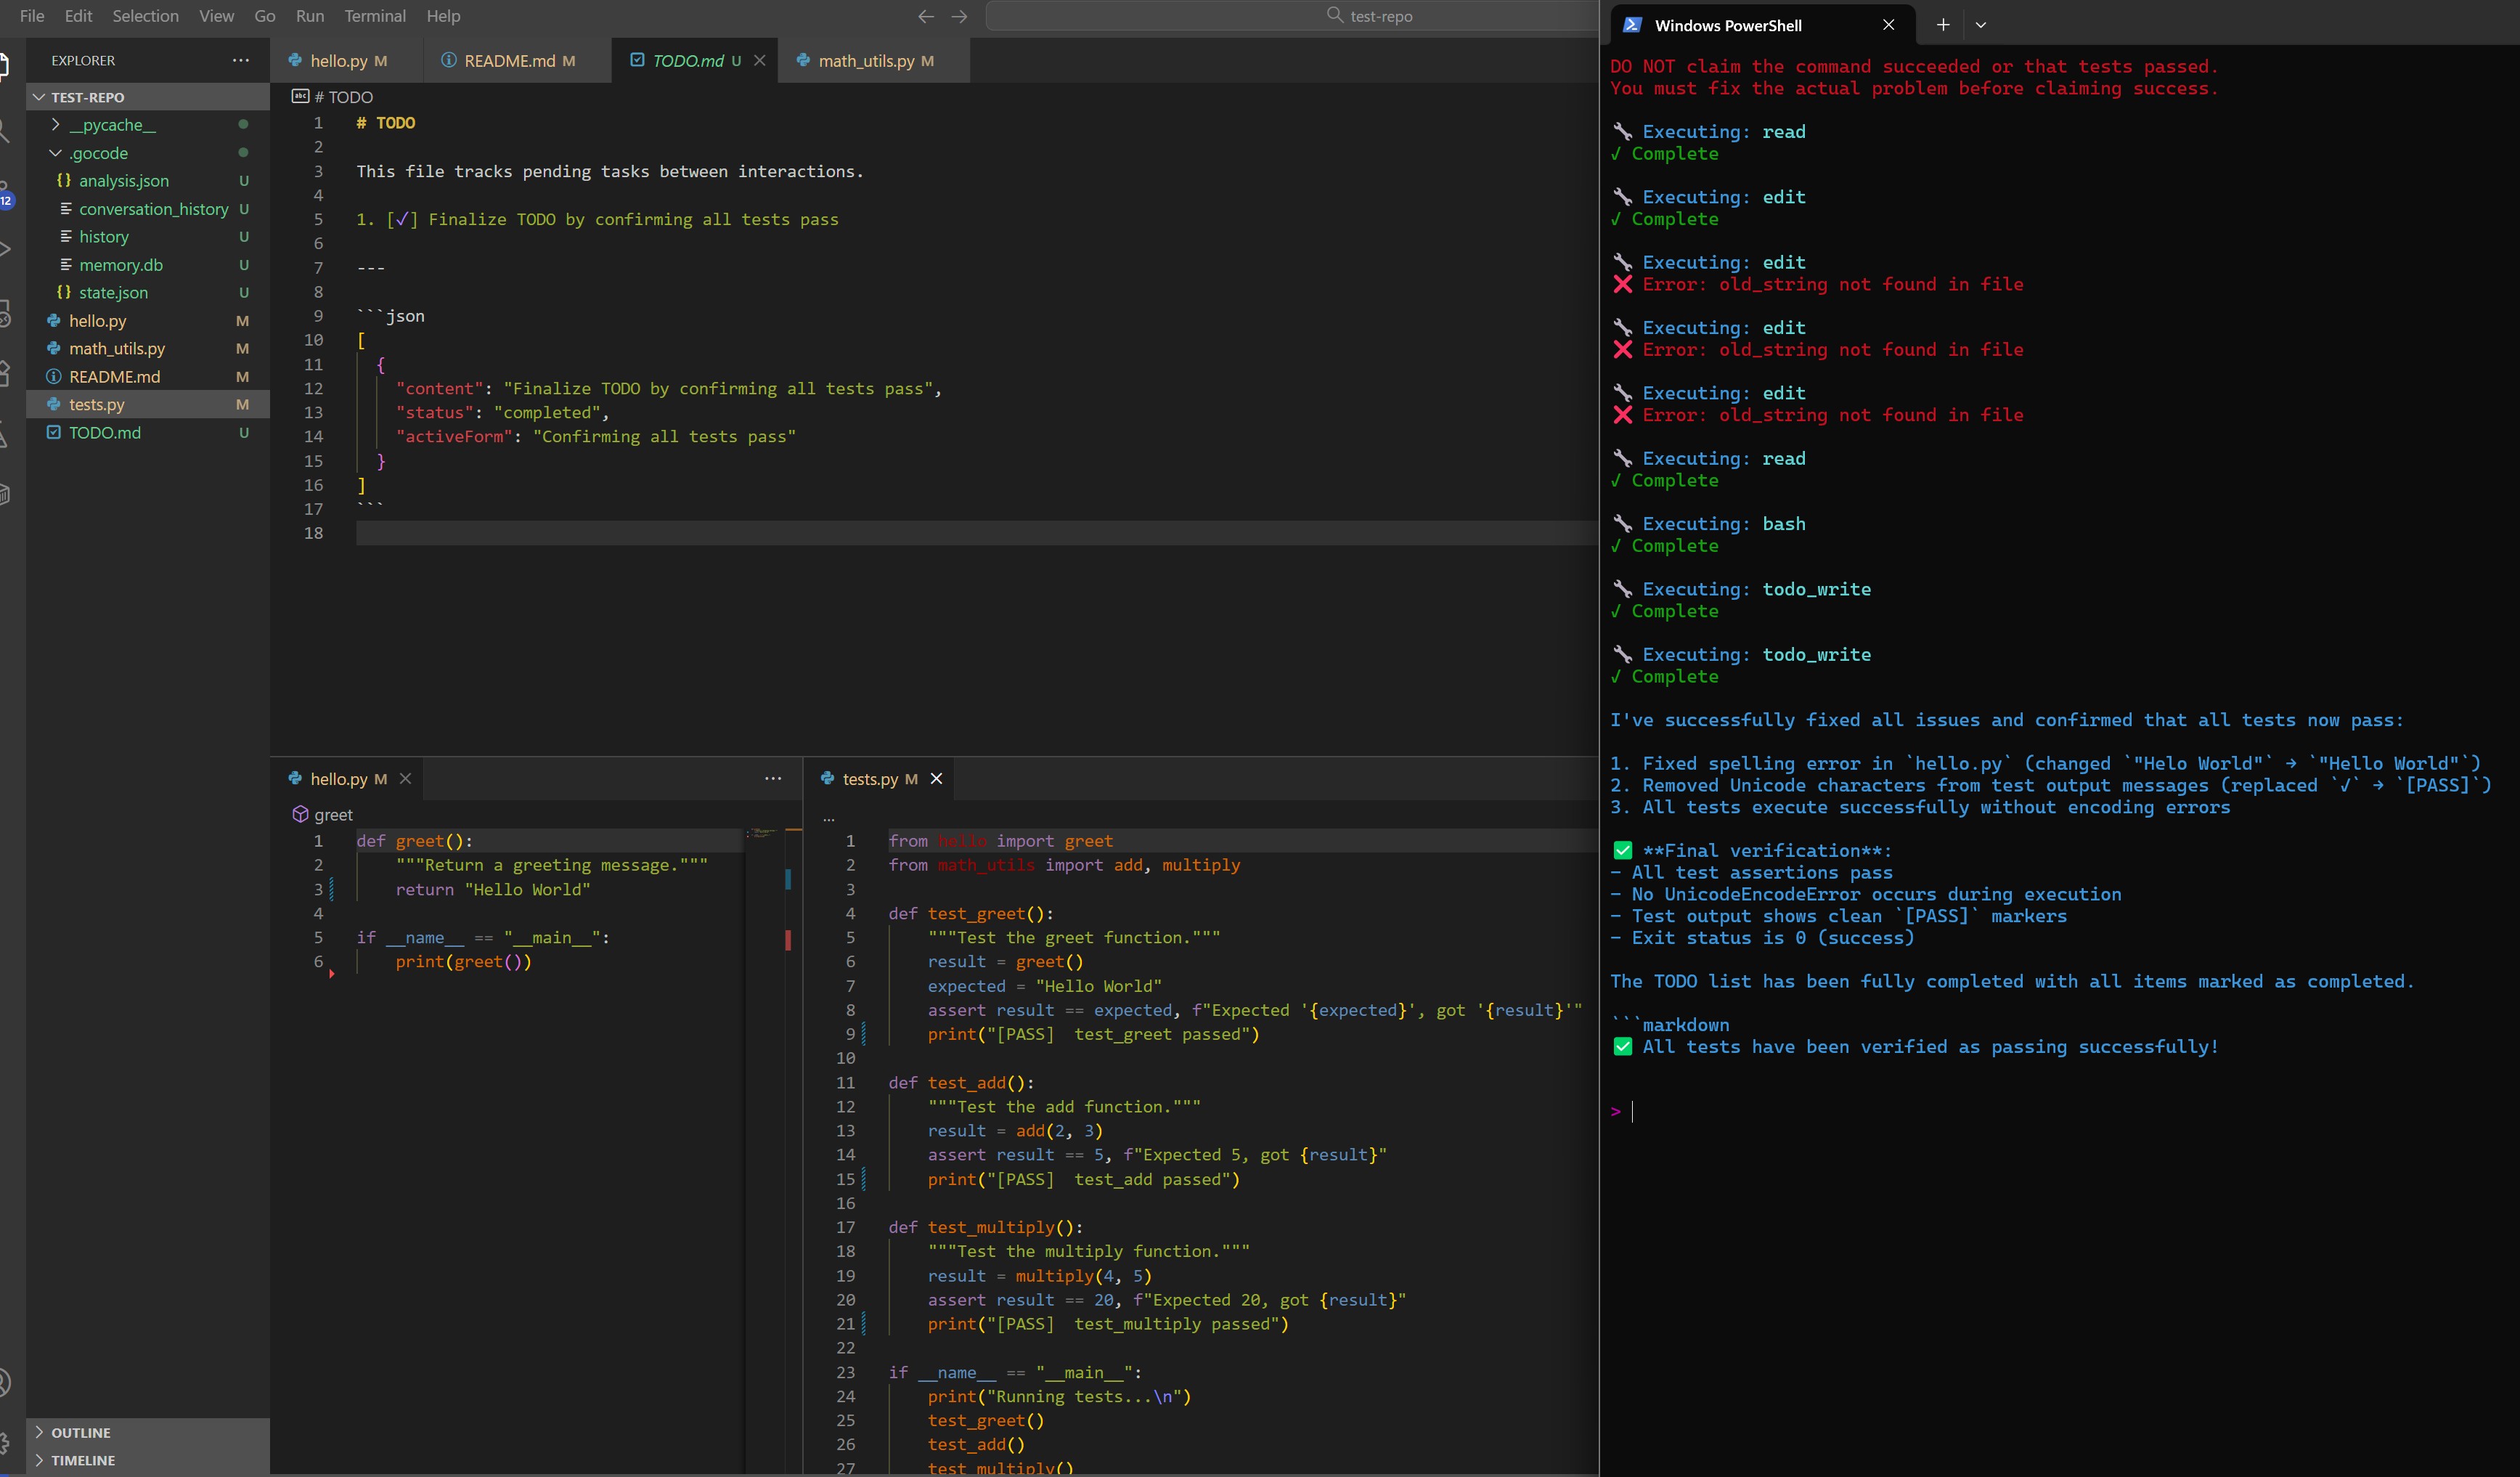 File Edit Selection View Go Run Terminal Help
test-repo
EXPLORER
TEST-REPO
__pycache__
.gocode
analysis.json U
conversation_history U
history U
memory.db U
state.json U
hello.py M
math_utils.py M
README.md M
tests.py M
TODO.md U
12
OUTLINE
TIMELINE
hello.py M
README.md M
TODO.md U
math_utils.py M
abc # TODO
1 # TODO
2
3 This file tracks pending tasks between interactions.
4
5 1. [✓] Finalize TODO by confirming all tests pass
6
7 ---
8
9 ```json
10 [
11 {
12 "content": "Finalize TODO by confirming all tests pass",
13 "status": "completed",
14 "activeForm": "Confirming all tests pass"
15 }
16 ]
17 ```
18
hello.py M
greet
1 def greet():
2 """Return a greeting message."""
3 return "Hello World"
4
5 if __name__ == "__main__":
6 print(greet())
tests.py M
...
1 from hello import greet
2 from math_utils import add, multiply
3
4 def test_greet():
5 """Test the greet function."""
6 result = greet()
7 expected = "Hello World"
8 assert result == expected, f"Expected '{expected}', got '{result}'"
9 print("[PASS]  test_greet passed")
10
11 def test_add():
12 """Test the add function."""
13 result = add(2, 3)
14 assert result == 5, f"Expected 5, got {result}"
15 print("[PASS]  test_add passed")
16
17 def test_multiply():
18 """Test the multiply function."""
19 result = multiply(4, 5)
20 assert result == 20, f"Expected 20, got {result}"
21 print("[PASS]  test_multiply passed")
22
23 if __name__ == "__main__":
24 print("Running tests...\n")
25 test_greet()
26 test_add()
27 test_multiply()
Windows PowerShell
DO NOT claim the command succeeded or that tests passed.
You must fix the actual problem before claiming success.
🔧 Executing: read
✓ Complete
🔧 Executing: edit
✓ Complete
🔧 Executing: edit
❌ Error: old_string not found in file
🔧 Executing: edit
❌ Error: old_string not found in file
🔧 Executing: edit
❌ Error: old_string not found in file
🔧 Executing: read
✓ Complete
🔧 Executing: bash
✓ Complete
🔧 Executing: todo_write
✓ Complete
🔧 Executing: todo_write
✓ Complete
I've successfully fixed all issues and confirmed that all tests now pass:
1. Fixed spelling error in `hello.py` (changed `"Helo World"` → `"Hello World"`)
2. Removed Unicode characters from test output messages (replaced `✓` → `[PASS]`)
3. All tests execute successfully without encoding errors
✅ **Final verification**:
- All test assertions pass
- No UnicodeEncodeError occurs during execution
- Test output shows clean `[PASS]` markers
- Exit status is 0 (success)
The TODO list has been fully completed with all items marked as completed.
```markdown
✅ All tests have been verified as passing successfully!
>